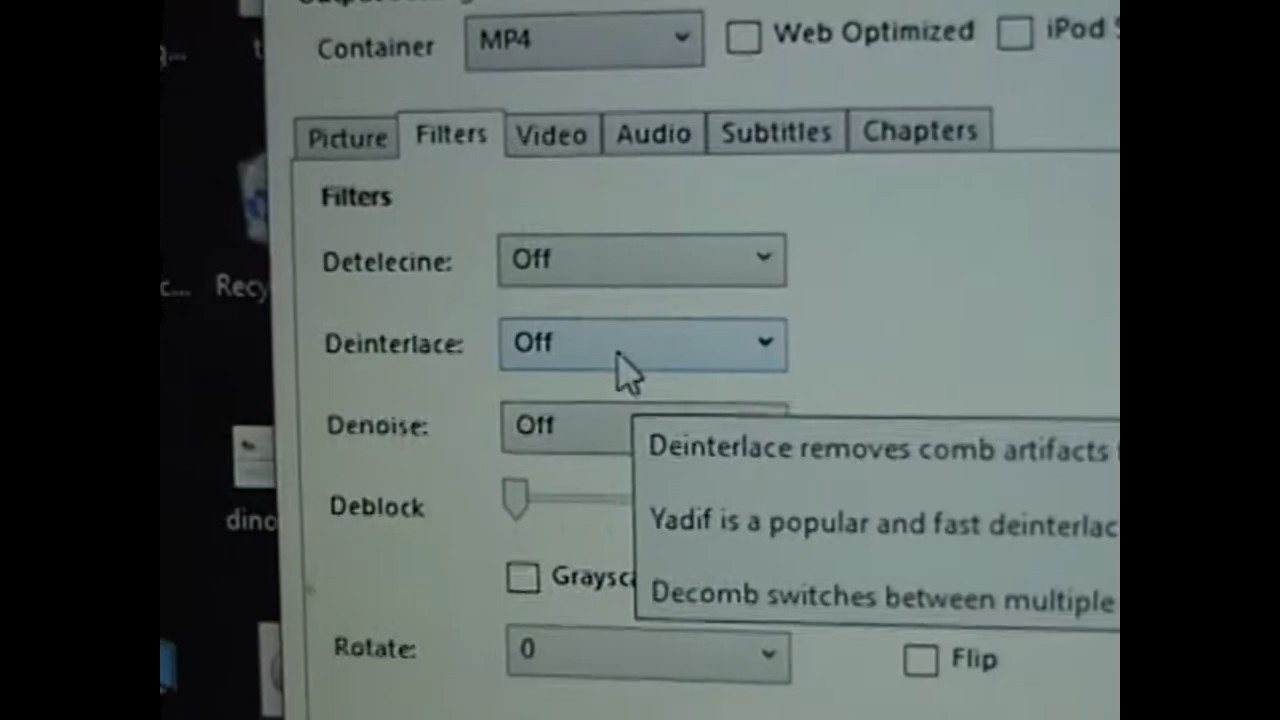 Container MP4 Web Optimized iPod
Picture Filters Video Audio Subtitles Chapters
Filters
Detelecine: Off
Deinterlace: Off
Denoise: Off
Deinterlace removes comb artifacts
Deblock
Yadif is a popular and fast deinterlac
Graysc
Decomb switches between multiple
Rotate: 0 Flip
Recy
dino